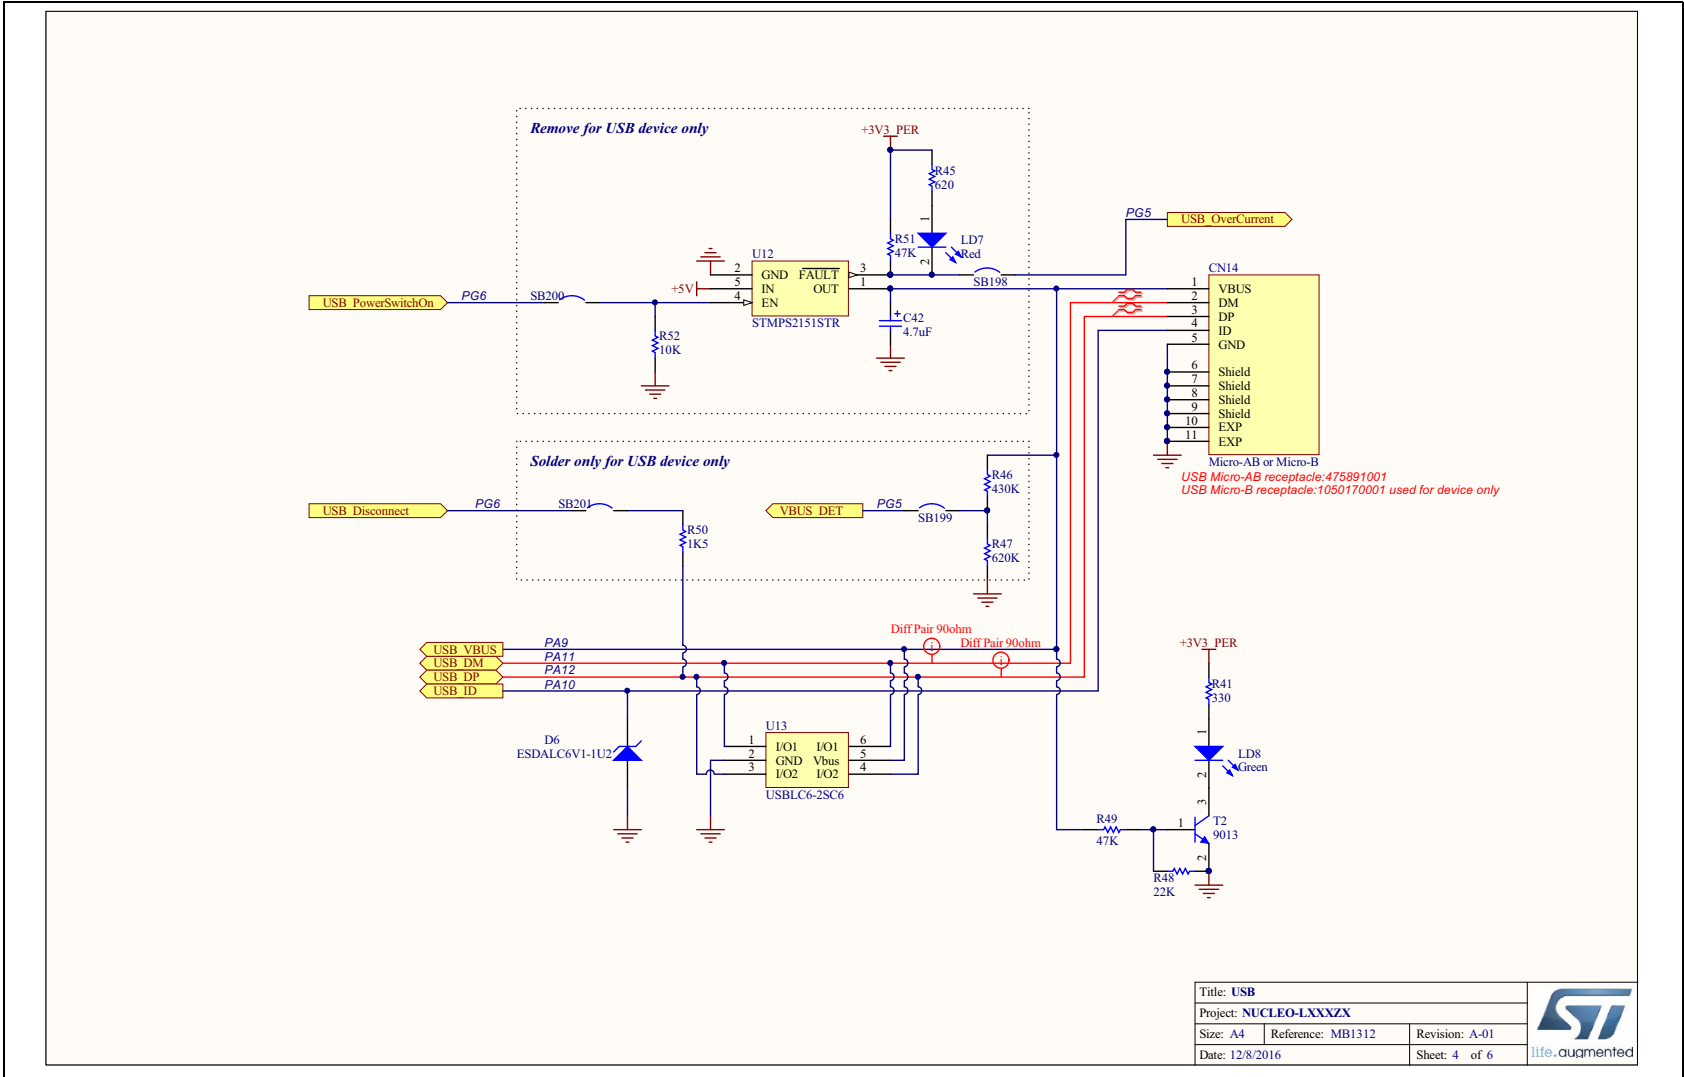 Remove for USB device only
+3V3_PER
R45
620
PG5
USB_OverCurrent
1
R51
47K
LD7
Red
2
U12
2
GND
FAULT
3
+5V
5
IN
OUT
1
4
EN
STMPS2151STR
SB198
USB_PowerSwitchOn
PG6
SB200
R52
10K
+
C42
4.7uF
CN14
1
VBUS
2
DM
3
DP
4
ID
5
GND
6
Shield
7
Shield
8
Shield
9
Shield
10
EXP
11
EXP
Micro-AB or Micro-B
USB Micro-AB receptacle:475891001
USB Micro-B receptacle:1050170001 used for device only
Solder only for USB device only
USB_Disconnect
PG6
SB201
R50
1K5
VBUS_DET
PG5
SB199
R46
430K
R47
620K
Diff Pair 90ohm
Diff Pair 90ohm
i
i
USB_VBUS
PA9
USB_DM
PA11
USB_DP
PA12
USB_ID
PA10
D6
ESDALC6V1-1U2
U13
1
I/O1
I/O1
6
2
GND
Vbus
5
3
I/O2
I/O2
4
USBLC6-2SC6
+3V3_PER
R41
330
1
LD8
Green
2
3
R49
47K
1
T2
9013
2
R48
22K
Title: USB
Project: NUCLEO-LXXXZX
Size: A4
Reference: MB1312
Revision: A-01
Date: 12/8/2016
Sheet: 4 of 6
ST
life.augmented